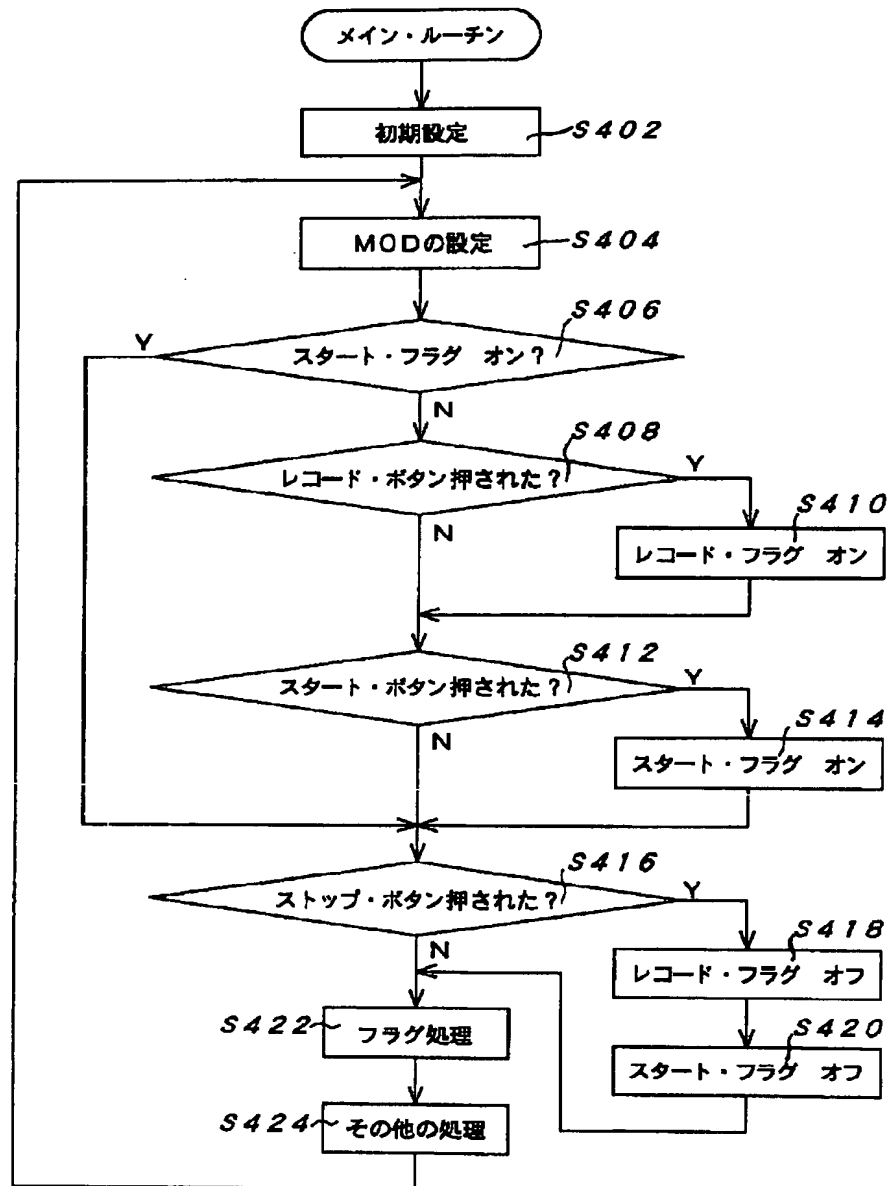 メイン・ルーチン
初期設定 S402
MODの設定 S404
S406
Y スタート・フラグ オン?
N
S408
レコード・ボタン押された? Y
N
S410
レコード・フラグ オン
S412
スタート・ボタン押された? Y
N
S414
スタート・フラグ オン
S416
ストップ・ボタン押された? Y
N
S418
レコード・フラグ オフ
S422 フラグ処理
S420
スタート・フラグ オフ
S424 その他の処理